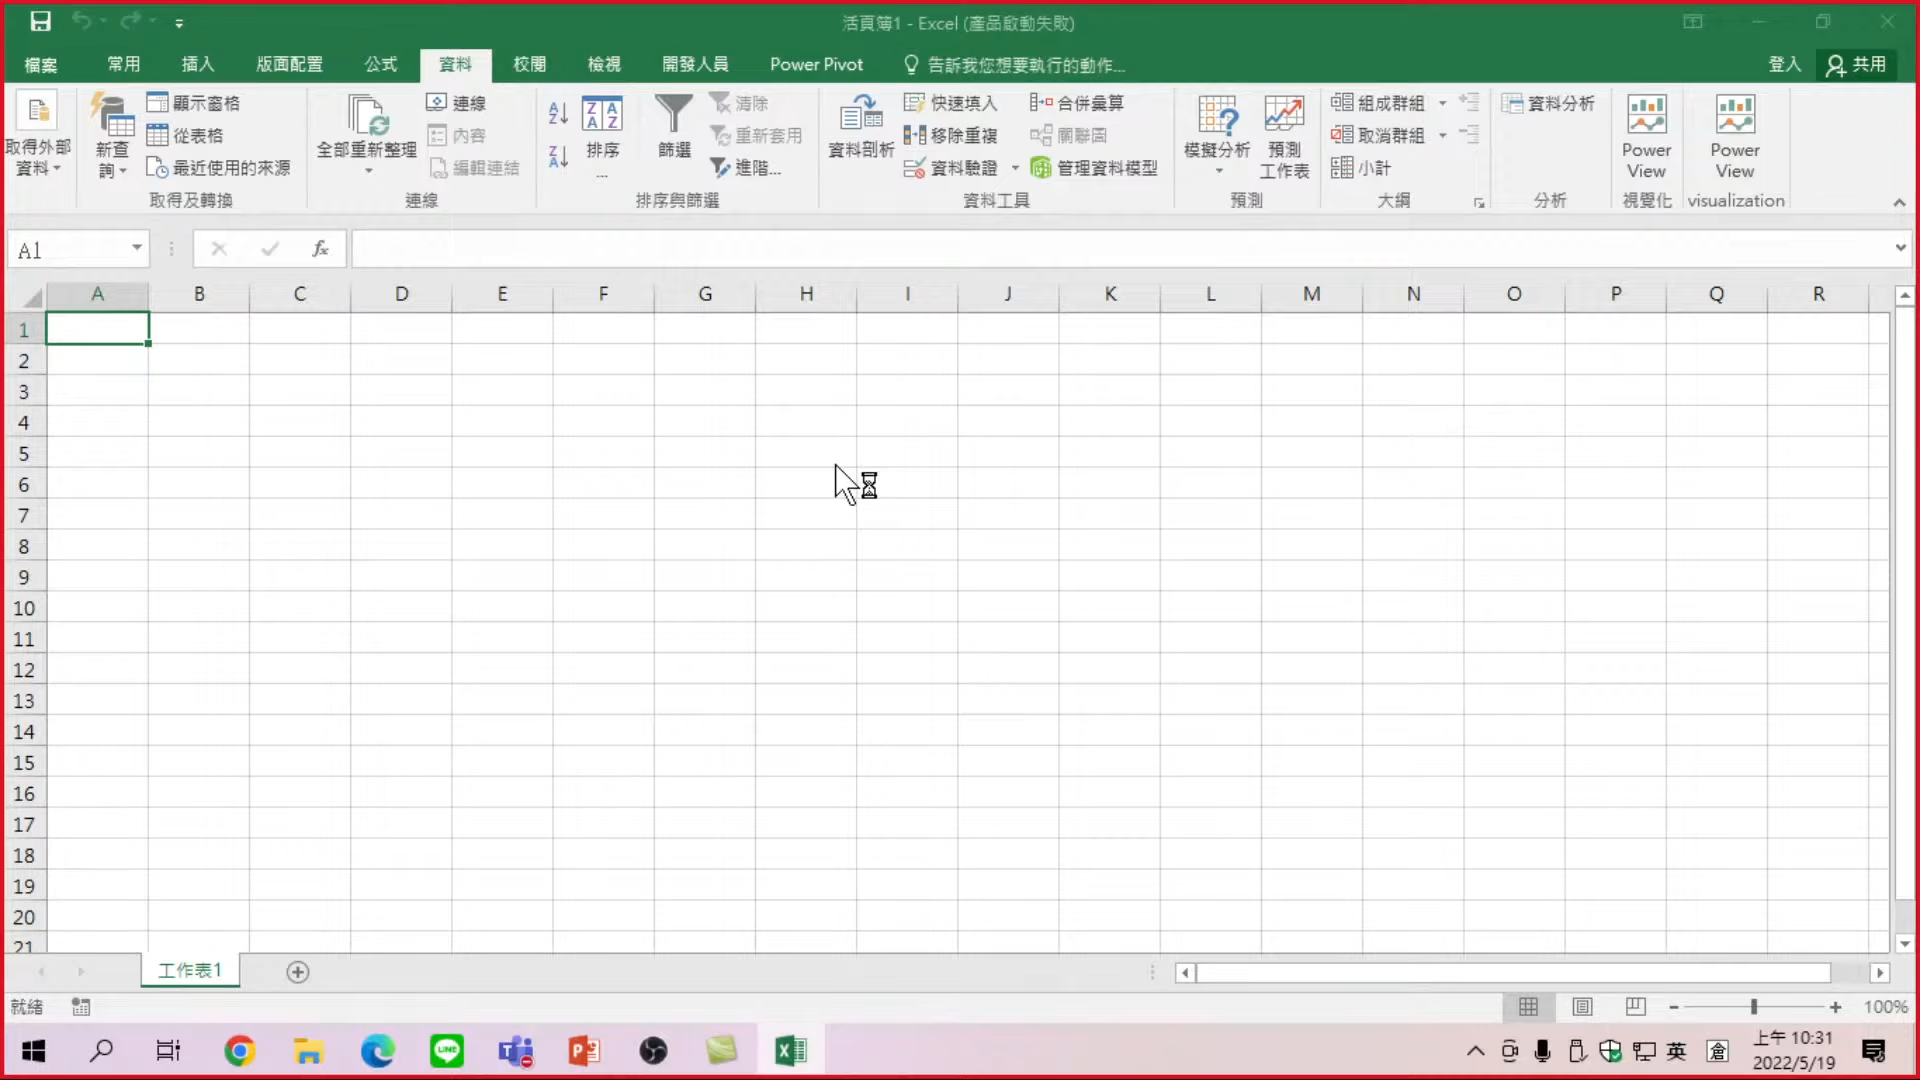 活頁簿1 - Excel (產品啟動失敗)
檔案 常用 插入 版面配置 公式 資料 校閱 檢視 開發人員 Power Pivot 告訴我您想要執行的動作... 登入 共用
取得外部
資料
新查
詢
顯示窗格
從表格
最近使用的來源
取得及轉換
全部重新整理
連線
內容
編輯連結
連線
排序
...
篩選
清除
重新套用
進階...
排序與篩選
資料剖析
快速填入
移除重複
資料驗證
合併彙算
關聯圖
管理資料模型
資料工具
模擬分析
預測
工作表
預測
組成群組
取消群組
小計
大綱
資料分析
分析
Power
View
視覺化
Power
View
visualization
A1
fx
A B C D E F G H I J K L M N O P Q R
1
2
3
4
5
6
7
8
9
10
11
12
13
14
15
16
17
18
19
20
21
工作表1
就緒
100%
LINE
英
倉
上午 10:31
2022/5/19